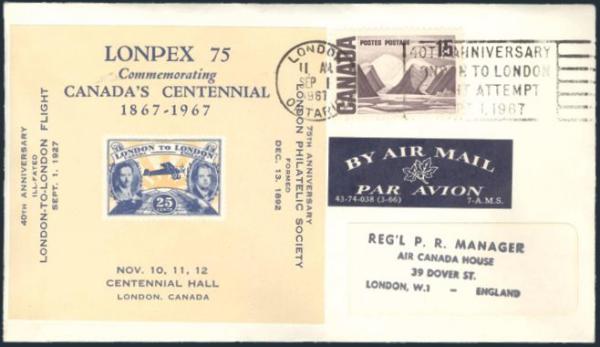 LONPEX 75
Commemorating
CANADA'S CENTENNIAL
1867-1967
40TH ANNIVERSARY
ILL-FATED
LONDON-TO-LONDON FLIGHT
SEPT. 1, 1927
LONDON TO LONDON
25
CENTS
75TH ANNIVERSARY
FORMED
LONDON PHILATELIC SOCIETY
DEC. 13, 1892
NOV. 10, 11, 12
CENTENNIAL HALL
LONDON, CANADA
LONDON
11 AM
SEP 1
1967
ONTARIO
CANADA
POSTES POSTAGE
15
40TH ANNIVERSARY
TO LONDON
ATTEMPT
1, 1967
BY AIR MAIL
PAR AVION
43-74-038 (3-66) 7-A.M.S.
REG'L P. R. MANAGER
AIR CANADA HOUSE
39 DOVER ST.
LONDON, W.1 - ENGLAND